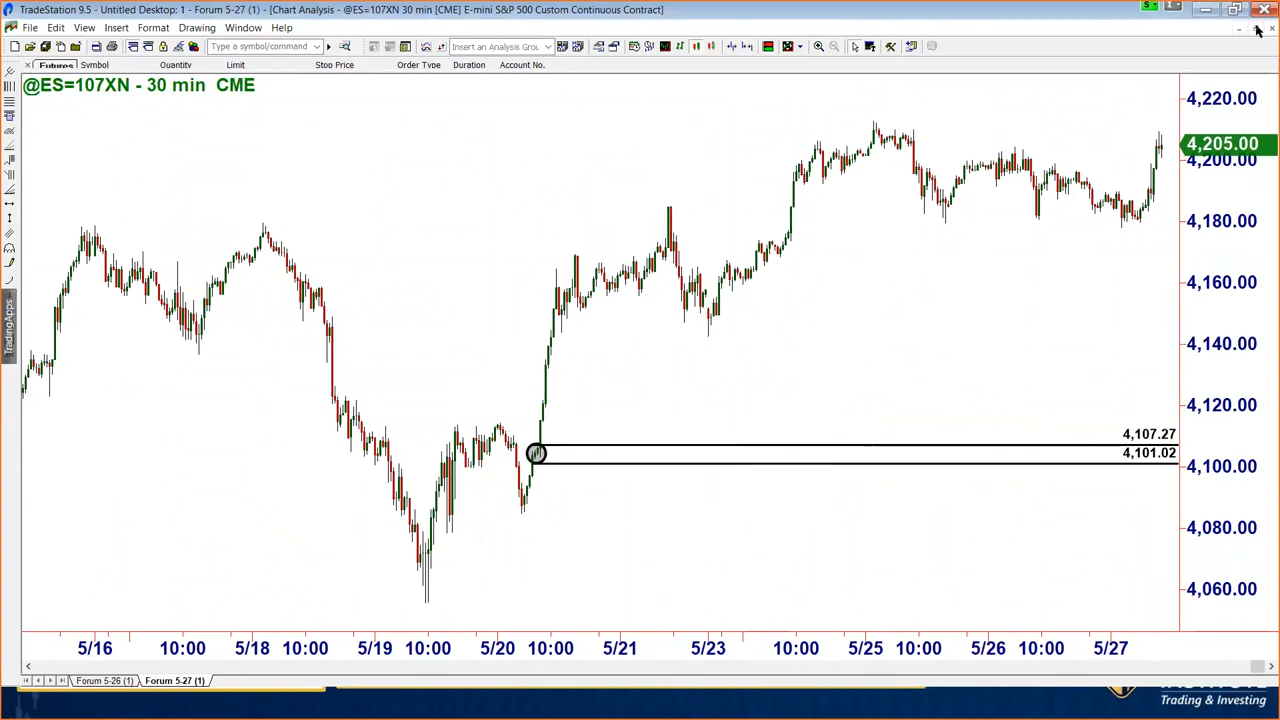 TradeStation 9.5 - Untitled Desktop: 1 - Forum 5-27 (1) - [Chart Analysis - @ES=107XN - 30 min [CME] E-mini S&P 500 Custom Continuous Contract]
File Edit View Insert Format Drawing Window Help
Type a symbol/command Insert an Analysis Grou
Futures Symbol Quantity Limit Stop Price Order Type Duration Account No.
@ES=107XN - 30 min CME
4,220.00
4,205.00
4,200.00
4,180.00
4,160.00
4,140.00
4,120.00
4,107.27
4,101.02
4,100.00
4,080.00
4,060.00
TradingApps
5/16 10:00 5/18 10:00 5/19 10:00 5/20 10:00 5/21 5/23 10:00 5/25 10:00 5/26 10:00 5/27
Forum 5-26 (1) Forum 5-27 (1)
Trading & Investing